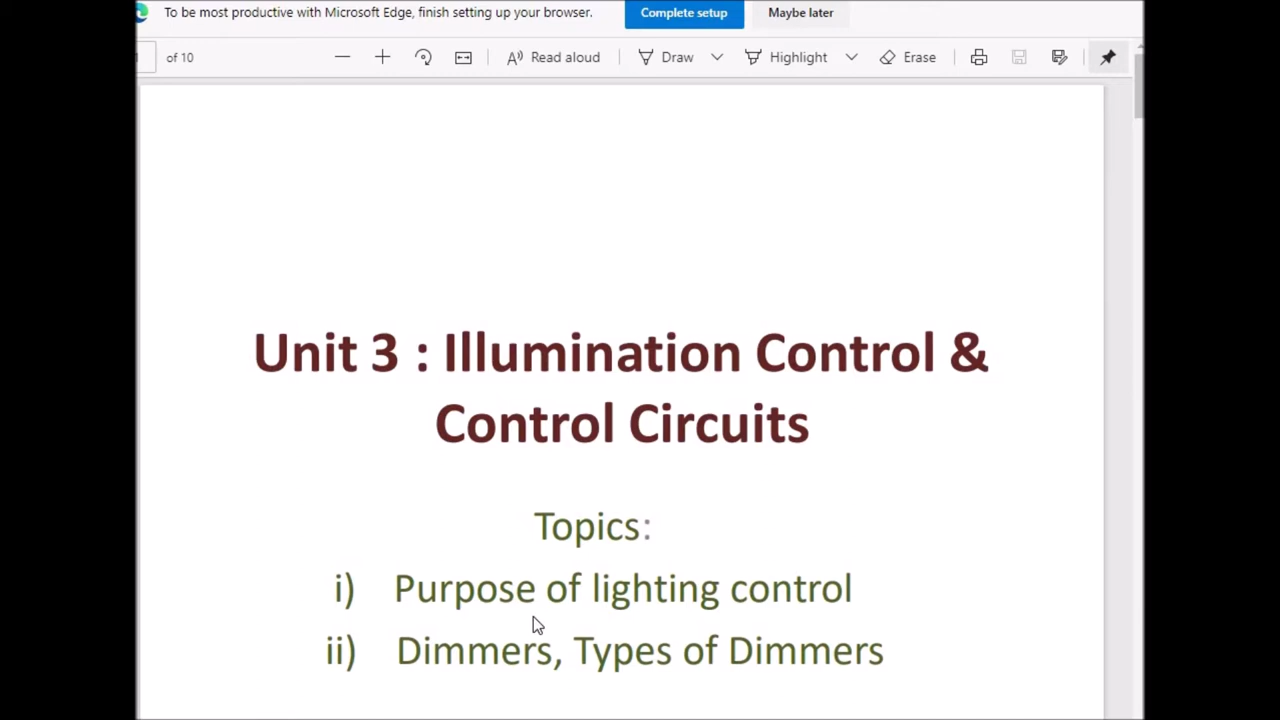 To be most productive with Microsoft Edge, finish setting up your browser. Complete setup Maybe later
of 10 Read aloud Draw Highlight Erase
Unit 3 : Illumination Control &
Control Circuits
Topics:
i) Purpose of lighting control
ii) Dimmers, Types of Dimmers